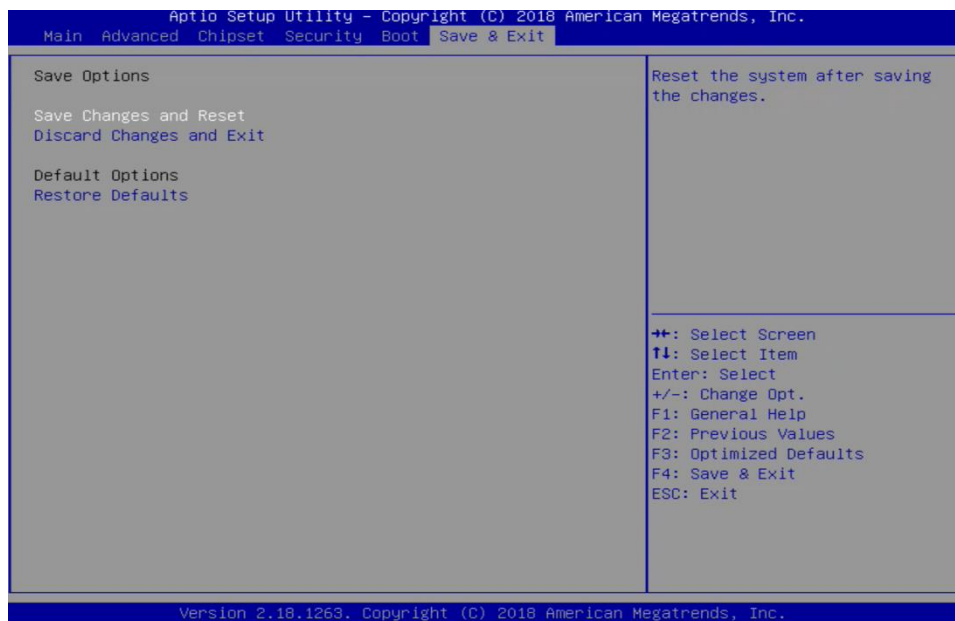 Aptio Setup Utility – Copyright (C) 2018 American Megatrends, Inc.
Main Advanced Chipset Security Boot Save & Exit
Save Options
Save Changes and Reset
Discard Changes and Exit
Default Options
Restore Defaults
Reset the system after saving
the changes.
→←: Select Screen
↑↓: Select Item
Enter: Select
+/-: Change Opt.
F1: General Help
F2: Previous Values
F3: Optimized Defaults
F4: Save & Exit
ESC: Exit
Version 2.18.1263. Copyright (C) 2018 American Megatrends, Inc.